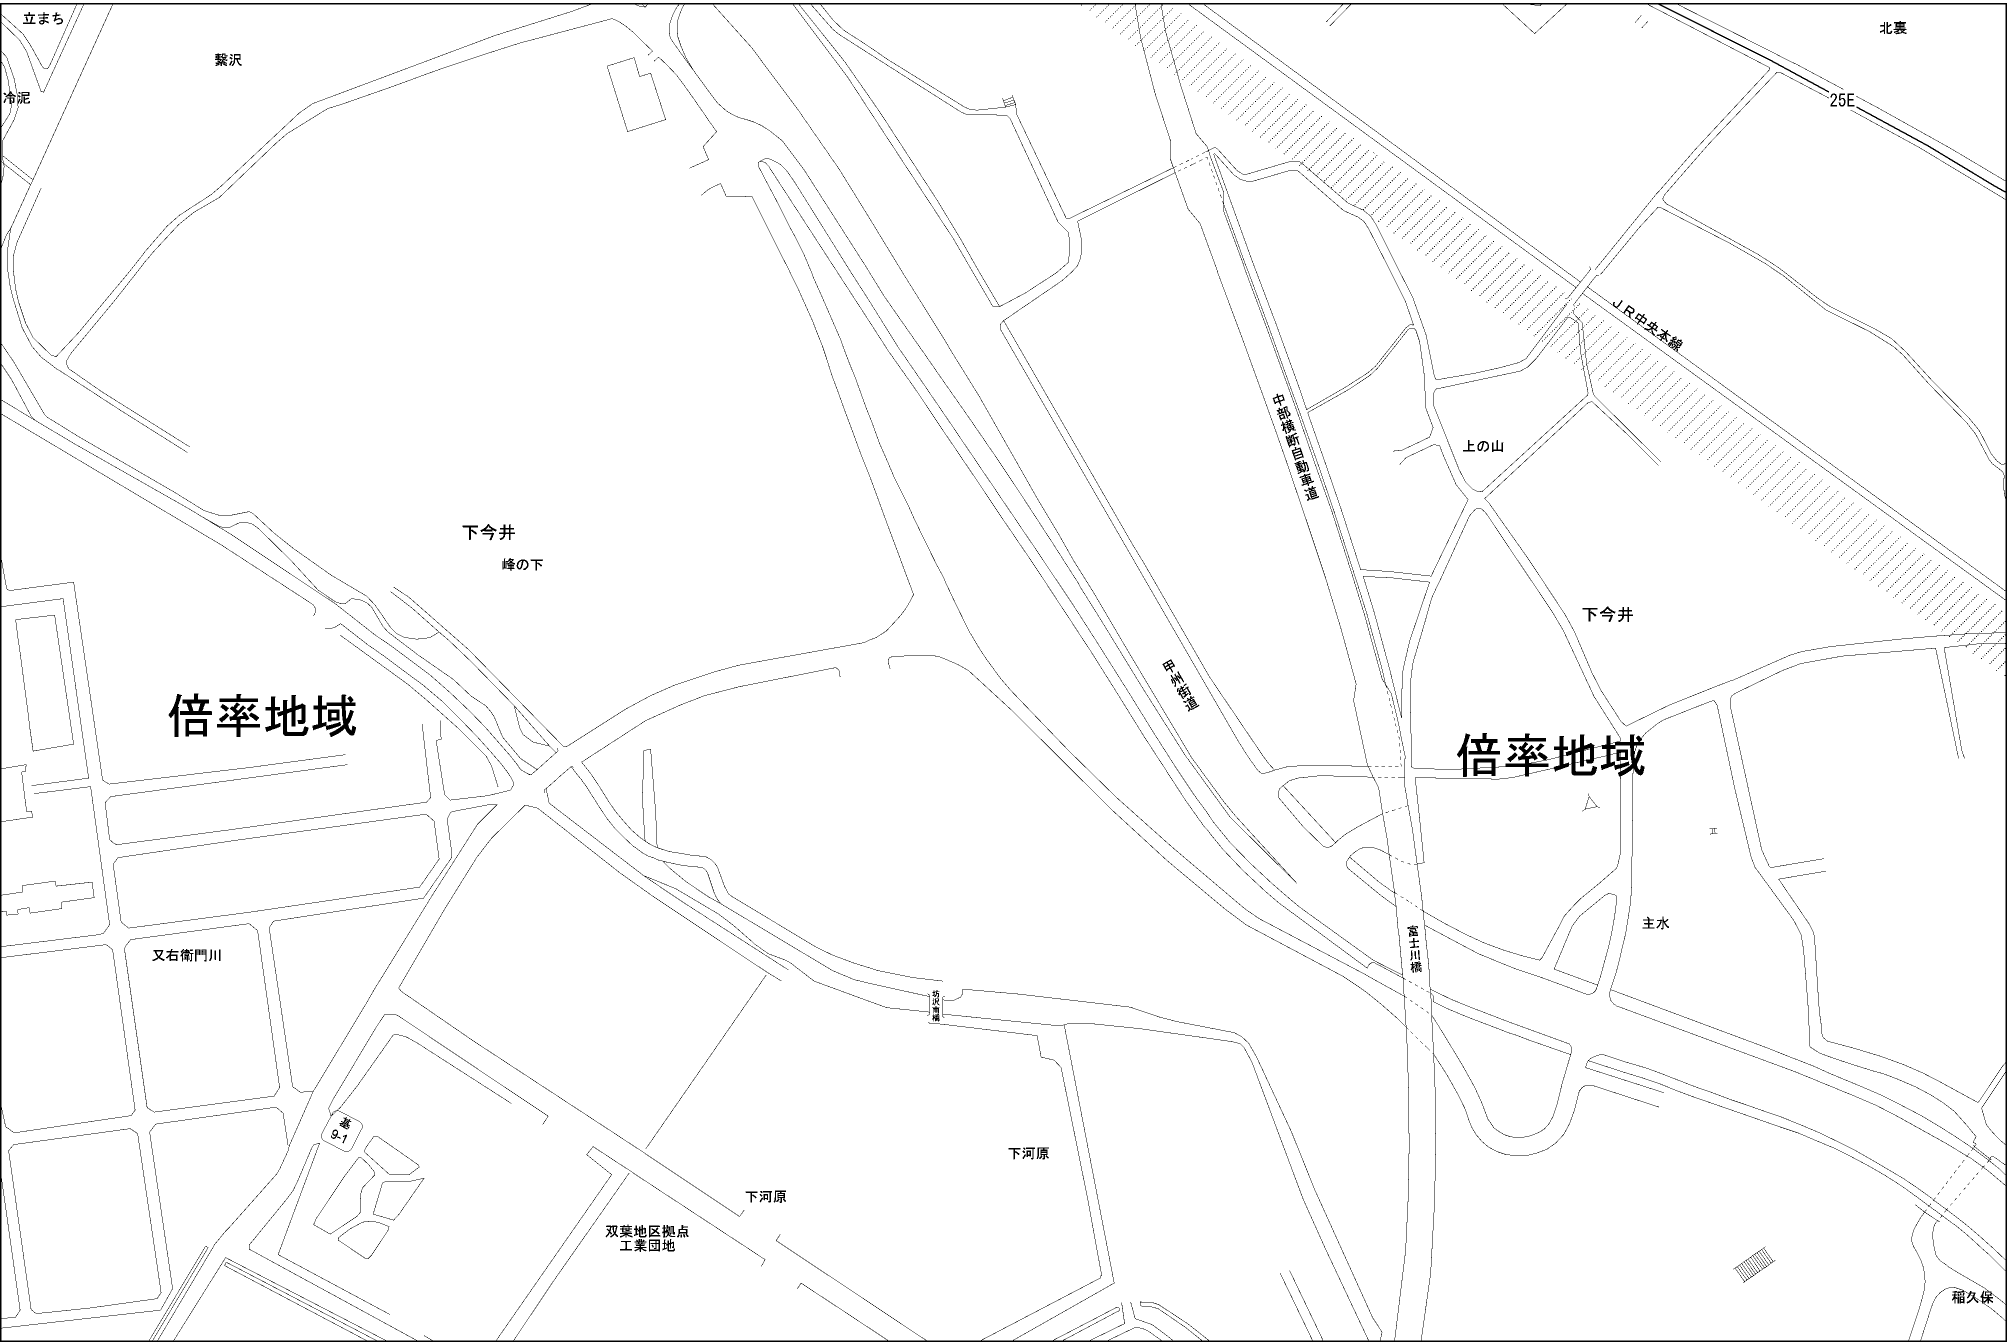 立まち
北裏
繋沢
冷泥
25E
JR中央本線
中部横断自動車道
上の山
下今井
峰の下
下今井
甲州街道
倍率地域
倍率地域
主水
富士川橋
又右衛門川
坊沢南橋
基
9-1
下河原
下河原
双葉地区拠点
工業団地
稲久保